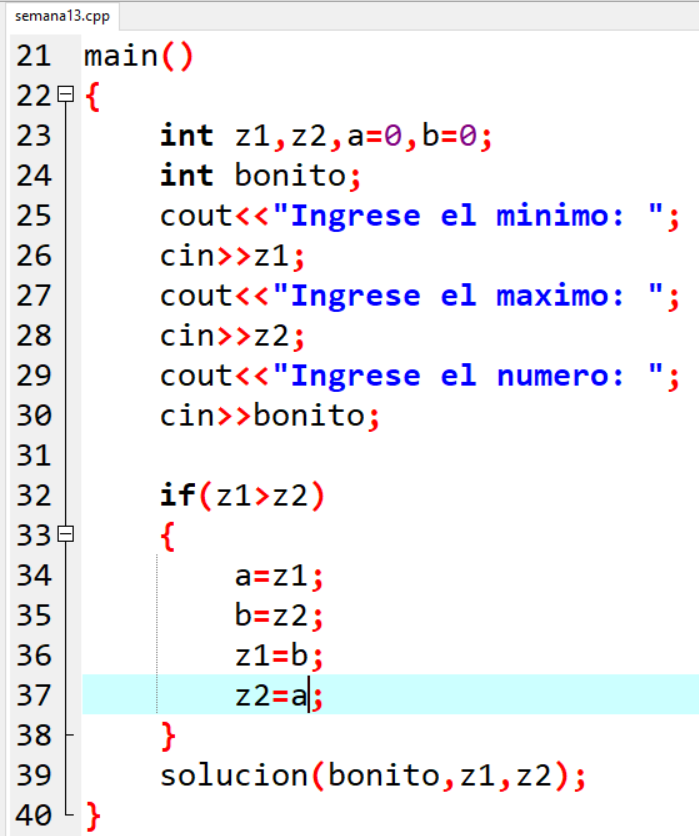 semana13.cpp
21 main()
22 {
23 int z1,z2,a=0,b=0;
24 int bonito;
25 cout<<"Ingrese el minimo: ";
26 cin>>z1;
27 cout<<"Ingrese el maximo: ";
28 cin>>z2;
29 cout<<"Ingrese el numero: ";
30 cin>>bonito;
31
32 if(z1>z2)
33 {
34 a=z1;
35 b=z2;
36 z1=b;
37 z2=a;
38 }
39 solucion(bonito,z1,z2);
40 }